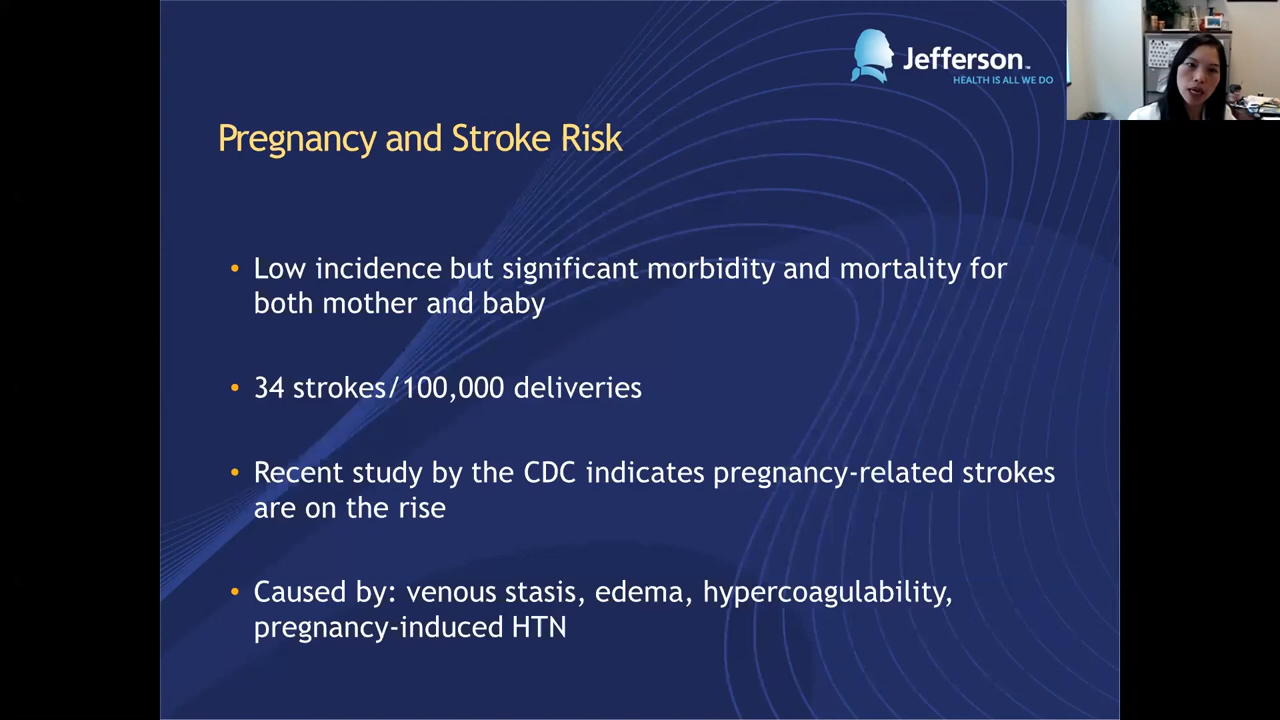 Jefferson™
HEALTH IS ALL WE DO
Pregnancy and Stroke Risk
• Low incidence but significant morbidity and mortality for
both mother and baby
• 34 strokes/100,000 deliveries
• Recent study by the CDC indicates pregnancy-related strokes
are on the rise
• Caused by: venous stasis, edema, hypercoagulability,
pregnancy-induced HTN